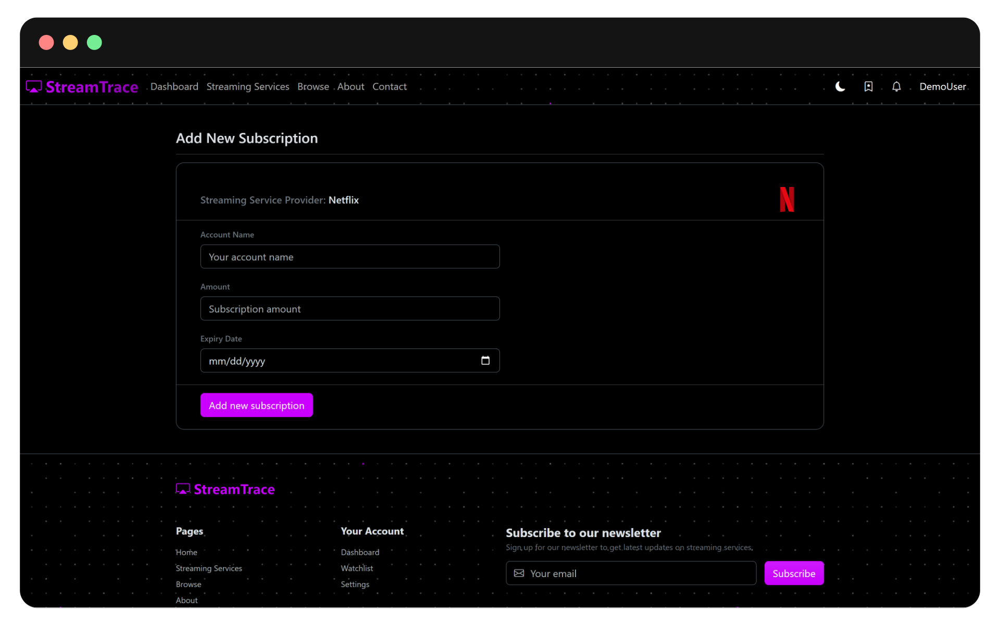 StreamTrace Dashboard Streaming Services Browse About Contact DemoUser
Add New Subscription
Streaming Service Provider: Netflix
Account Name
Your account name
Amount
Subscription amount
Expiry Date
mm/dd/yyyy
Add new subscription
StreamTrace
Pages
Home
Streaming Services
Browse
About
Your Account
Dashboard
Watchlist
Settings
Subscribe to our newsletter
Sign up for our newsletter to get latest updates on streaming services.
Your email
Subscribe